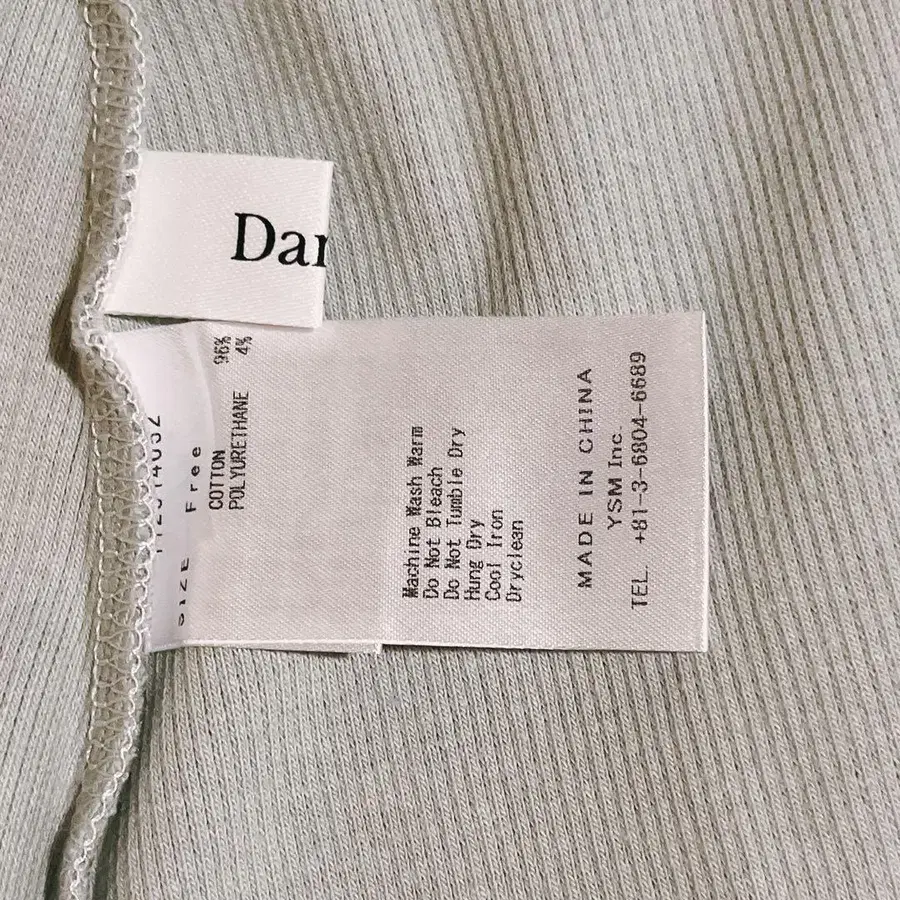 Dar
SIZE Free
COTTON 96%
POLYURETHANE 4%
Machine Wash Warm
Do Not Bleach
Do Not Tumble Dry
Hung Dry
Cool Iron
Dryclean
MADE IN CHINA
YSM Inc.
TEL. +81-3-6804-6689